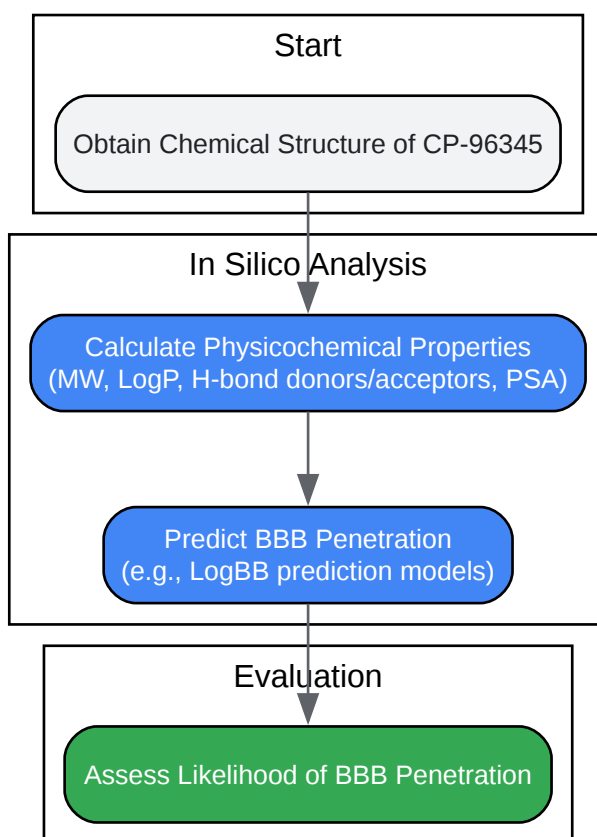 Start
Obtain Chemical Structure of CP-96345
In Silico Analysis
Calculate Physicochemical Properties
(MW, LogP, H-bond donors/acceptors, PSA)
Predict BBB Penetration
(e.g., LogBB prediction models)
Evaluation
Assess Likelihood of BBB Penetration